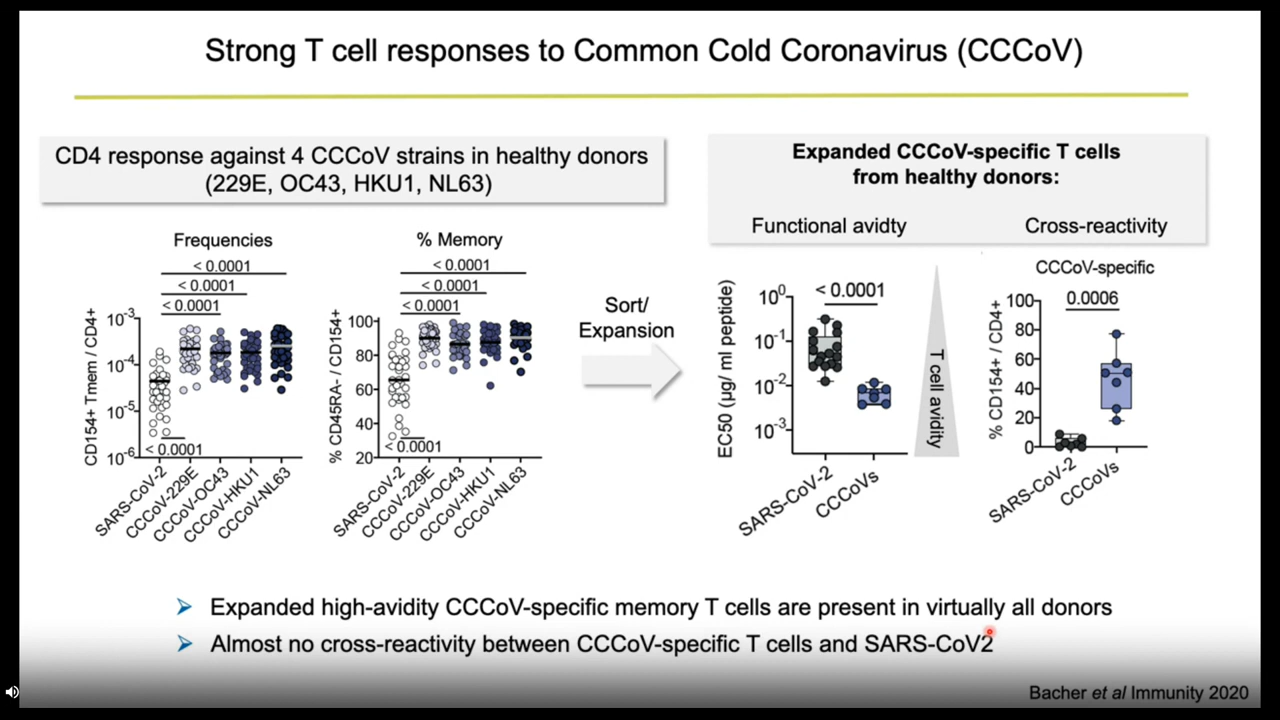 Strong T cell responses to Common Cold Coronavirus (CCCoV)
CD4 response against 4 CCCoV strains in healthy donors
(229E, OC43, HKU1, NL63)
Frequencies
< 0.0001
< 0.0001
< 0.0001
CD154+ Tmem / CD4+
10-3
10-4
10-5
10-6
< 0.0001
SARS-CoV-2
CCCoV-229E
CCCoV-OC43
CCCoV-HKU1
CCCoV-NL63
% Memory
< 0.0001
< 0.0001
< 0.0001
% CD45RA- / CD154+
100
80
60
40
20
< 0.0001
SARS-CoV-2
CCCoV-229E
CCCoV-OC43
CCCoV-HKU1
CCCoV-NL63
Sort/
Expansion
Expanded CCCoV-specific T cells
from healthy donors:
Functional avidty
Cross-reactivity
< 0.0001
EC50 (µg/ ml peptide)
100
10-1
10-2
10-3
SARS-CoV-2
CCCoVs
T cell avidity
CCCoV-specific
0.0006
% CD154+ / CD4+
100
80
60
40
20
0
SARS-CoV-2
CCCoVs
Expanded high-avidity CCCoV-specific memory T cells are present in virtually all donors
Almost no cross-reactivity between CCCoV-specific T cells and SARS-CoV2
Bacher et al Immunity 2020